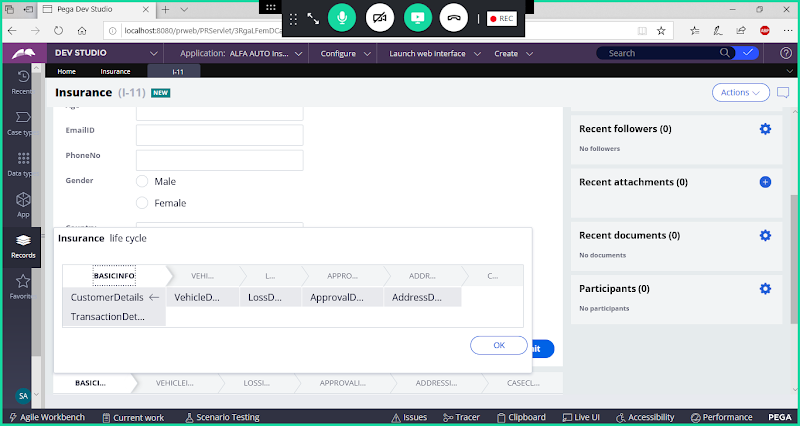 Pega Dev Studio
REC
localhost:8080/prweb/PRServlet/3RgaLFemDCa
ABP
DEV STUDIO
Application: ALFA AUTO Ins...
Configure
Launch web interface
Create
Search
Home
Insurance
I-11
Recent
Insurance (I-11) NEW
Actions
Case typ
EmailID
PhoneNo
Gender
Male
Female
Recent followers (0)
No followers
Data typ
Recent attachments (0)
App
Records
Recent documents (0)
No documents
Insurance life cycle
BASICINFO
VEHI...
L...
APPRO...
ADDR...
C...
CustomerDetails
VehicleD...
LossD...
ApprovalD...
AddressD...
TransactionDet...
Favorit
Participants (0)
No participants
OK
BASICI...
VEHICLEI...
LOSSI...
APPROVALI...
ADDRESSI...
CASECL...
SA
Agile Workbench
Current work
Scenario Testing
Issues
Tracer
Clipboard
Live UI
Accessibility
Performance
PEGA